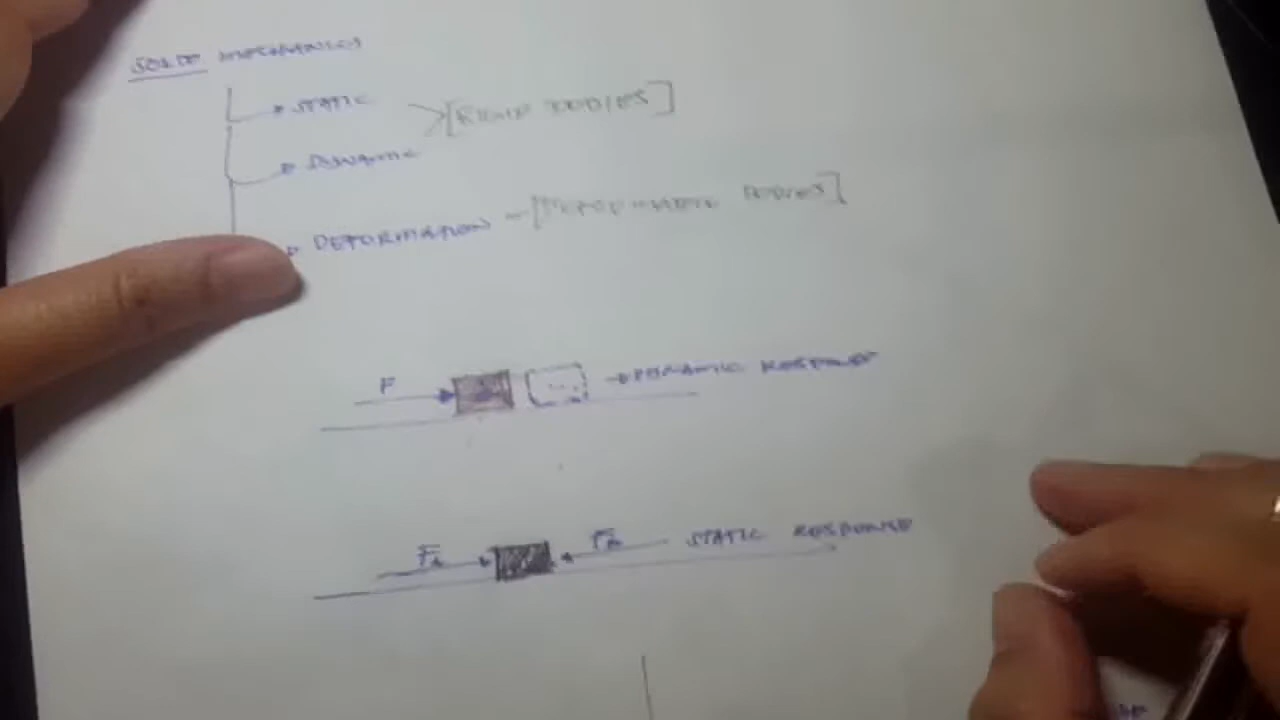 SOLID MECHANICS
STATIC
[RIGID BODIES]
DYNAMIC
DEFORMATION - [DEFORMABLE BODIES]
F
DYNAMIC RESPONSE
STATIC RESPONSE